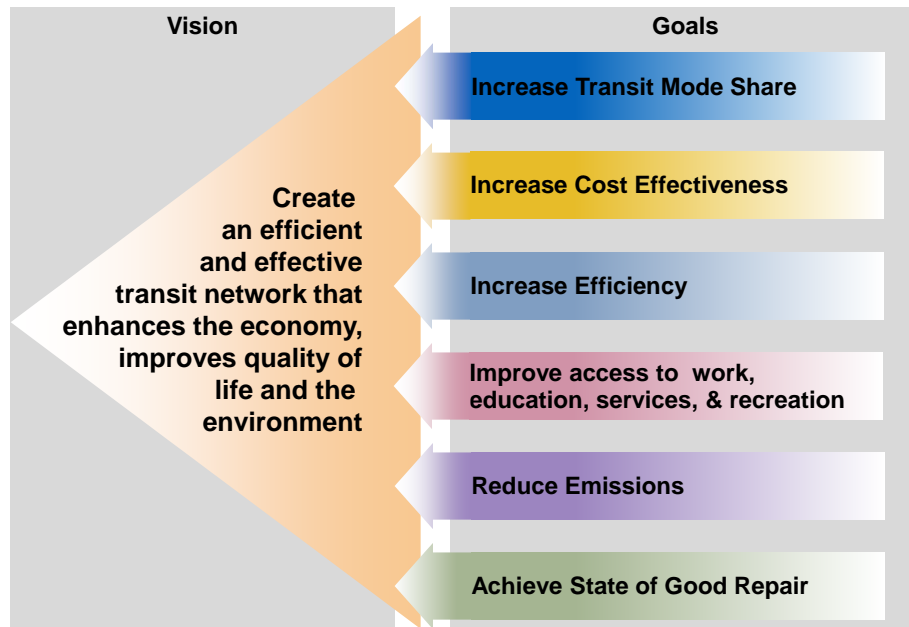 Vision
Create
an efficient
and effective
transit network that
enhances the economy,
improves quality of
life and the
environment
Goals
Increase Transit Mode Share
Increase Cost Effectiveness
Increase Efficiency
Improve access to work,
education, services, & recreation
Reduce Emissions
Achieve State of Good Repair